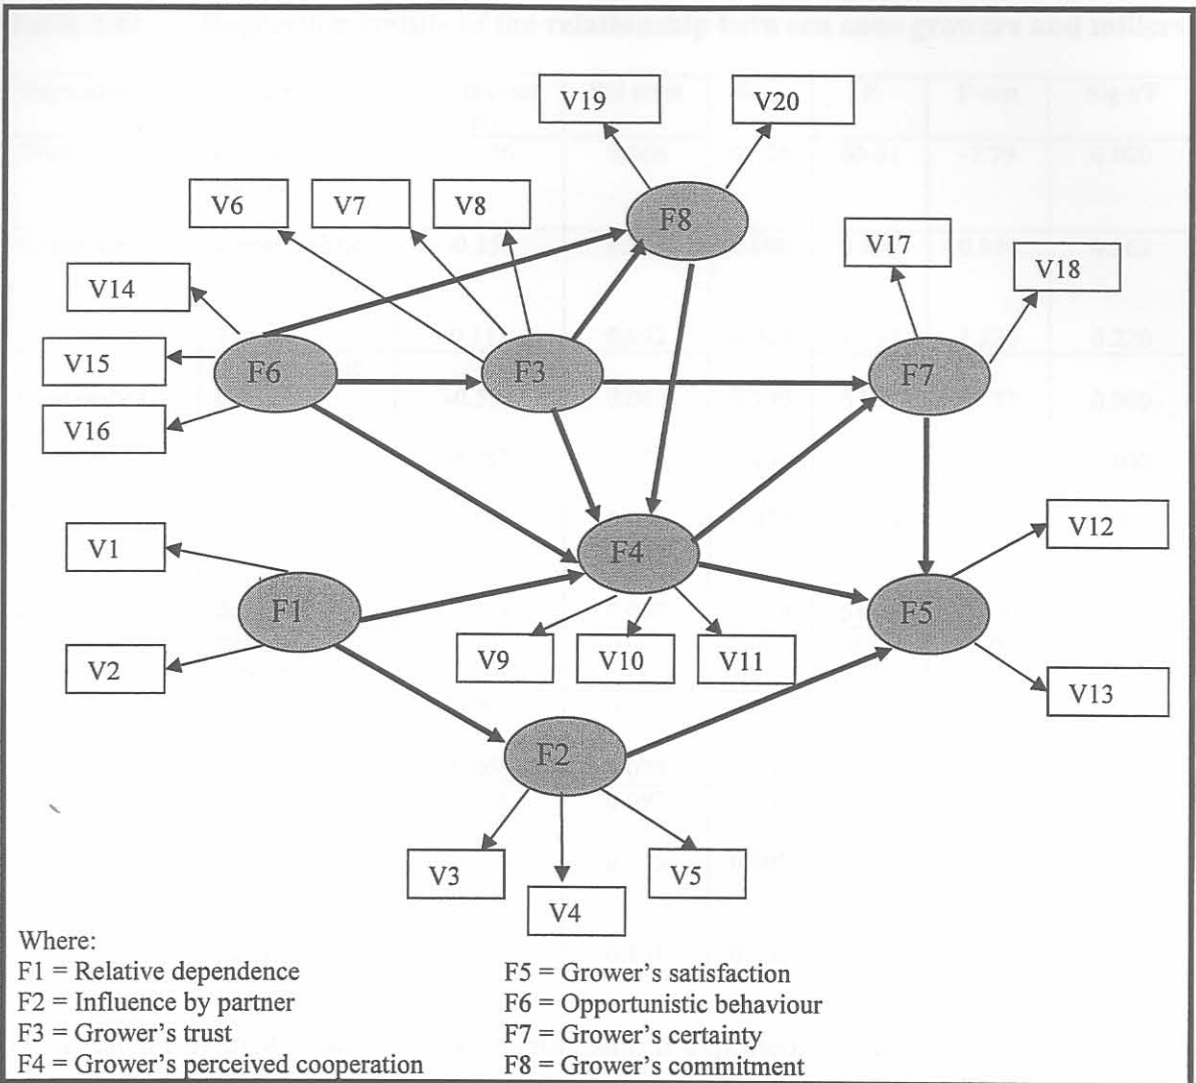 V19
V20
V6
V7
V8
F8
V17
V18
V14
V15
F6
F3
F7
V16
V1
F4
V12
F1
F5
V2
V9
V10
V11
V13
F2
V3
V5
V4
Where:
F1 = Relative dependence
F2 = Influence by partner
F3 = Grower's trust
F4 = Grower's perceived cooperation
F5 = Grower's satisfaction
F6 = Opportunistic behaviour
F7 = Grower's certainty
F8 = Grower's commitment